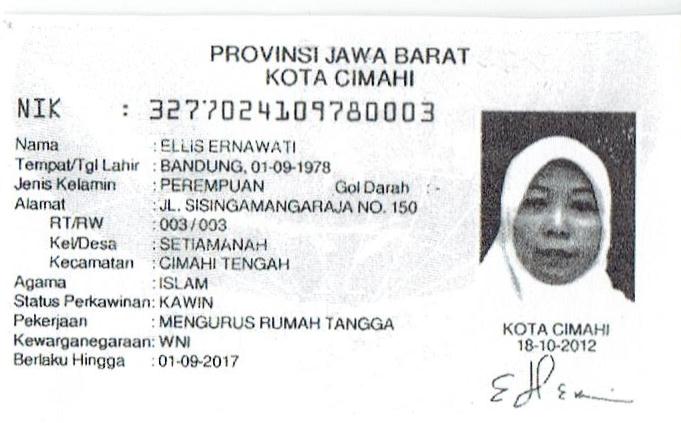 PROVINSI JAWA BARAT
KOTA CIMAHI
NIK : 3277024109780003
Nama : ELLIS ERNAWATI
Tempat/Tgl Lahir : BANDUNG, 01-09-1978
Jenis Kelamin : PEREMPUAN Gol Darah : -
Alamat : JL. SISINGAMANGARAJA NO. 150
RT/RW : 003/003
Kel/Desa : SETIAMANAH
Kecamatan : CIMAHI TENGAH
Agama : ISLAM
Status Perkawinan: KAWIN
Pekerjaan : MENGURUS RUMAH TANGGA
Kewarganegaraan: WNI
Berlaku Hingga : 01-09-2017
KOTA CIMAHI
18-10-2012